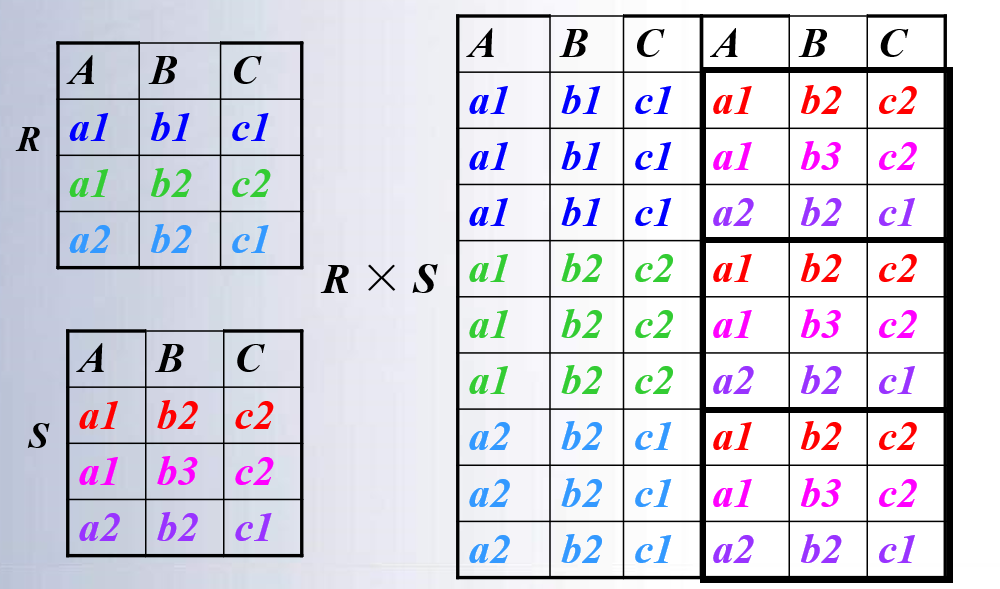 R
A B C
a1 b1 c1
a1 b2 c2
a2 b2 c1
S
A B C
a1 b2 c2
a1 b3 c2
a2 b2 c1
R × S
A B C A B C
a1 b1 c1 a1 b2 c2
a1 b1 c1 a1 b3 c2
a1 b1 c1 a2 b2 c1
a1 b2 c2 a1 b2 c2
a1 b2 c2 a1 b3 c2
a1 b2 c2 a2 b2 c1
a2 b2 c1 a1 b2 c2
a2 b2 c1 a1 b3 c2
a2 b2 c1 a2 b2 c1